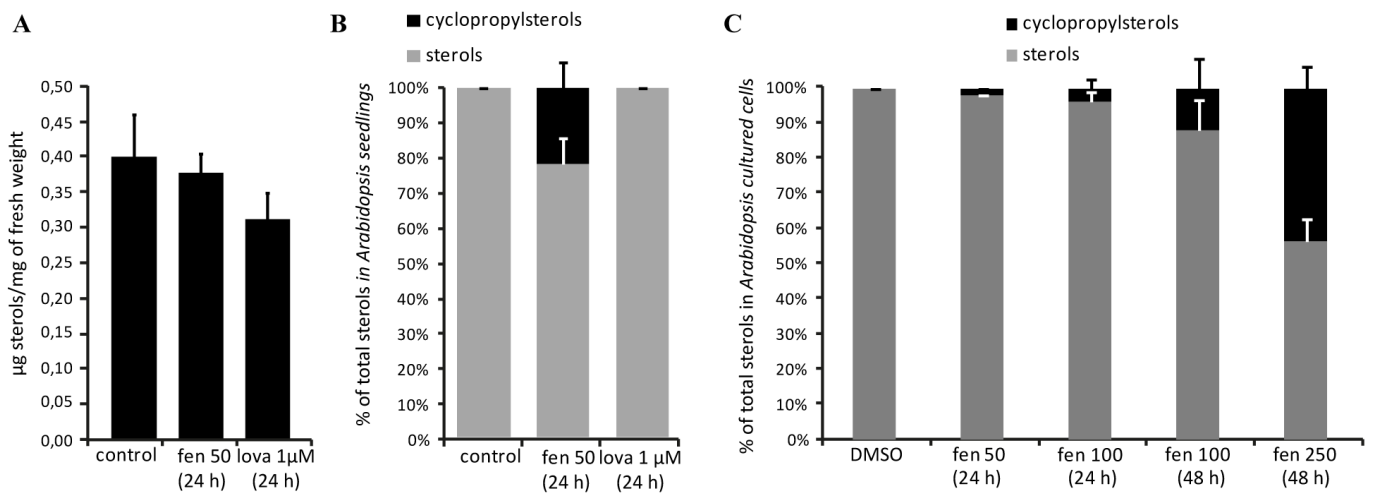 A
µg sterols/mg of fresh weight
0,50
0,45
0,40
0,35
0,30
0,25
0,20
0,15
0,10
0,05
0,00
control
fen 50
(24 h)
lova 1µM
(24 h)
B
cyclopropylsterols
sterols
% of total sterols in Arabidopsis seedlings
100%
90%
80%
70%
60%
50%
40%
30%
20%
10%
0%
control
fen 50
(24 h)
lova 1 µM
(24 h)
C
cyclopropylsterols
sterols
% of total sterols in Arabidopsis cultured cells
100%
90%
80%
70%
60%
50%
40%
30%
20%
10%
0%
DMSO
fen 50
(24 h)
fen 100
(24 h)
fen 100
(48 h)
fen 250
(48 h)